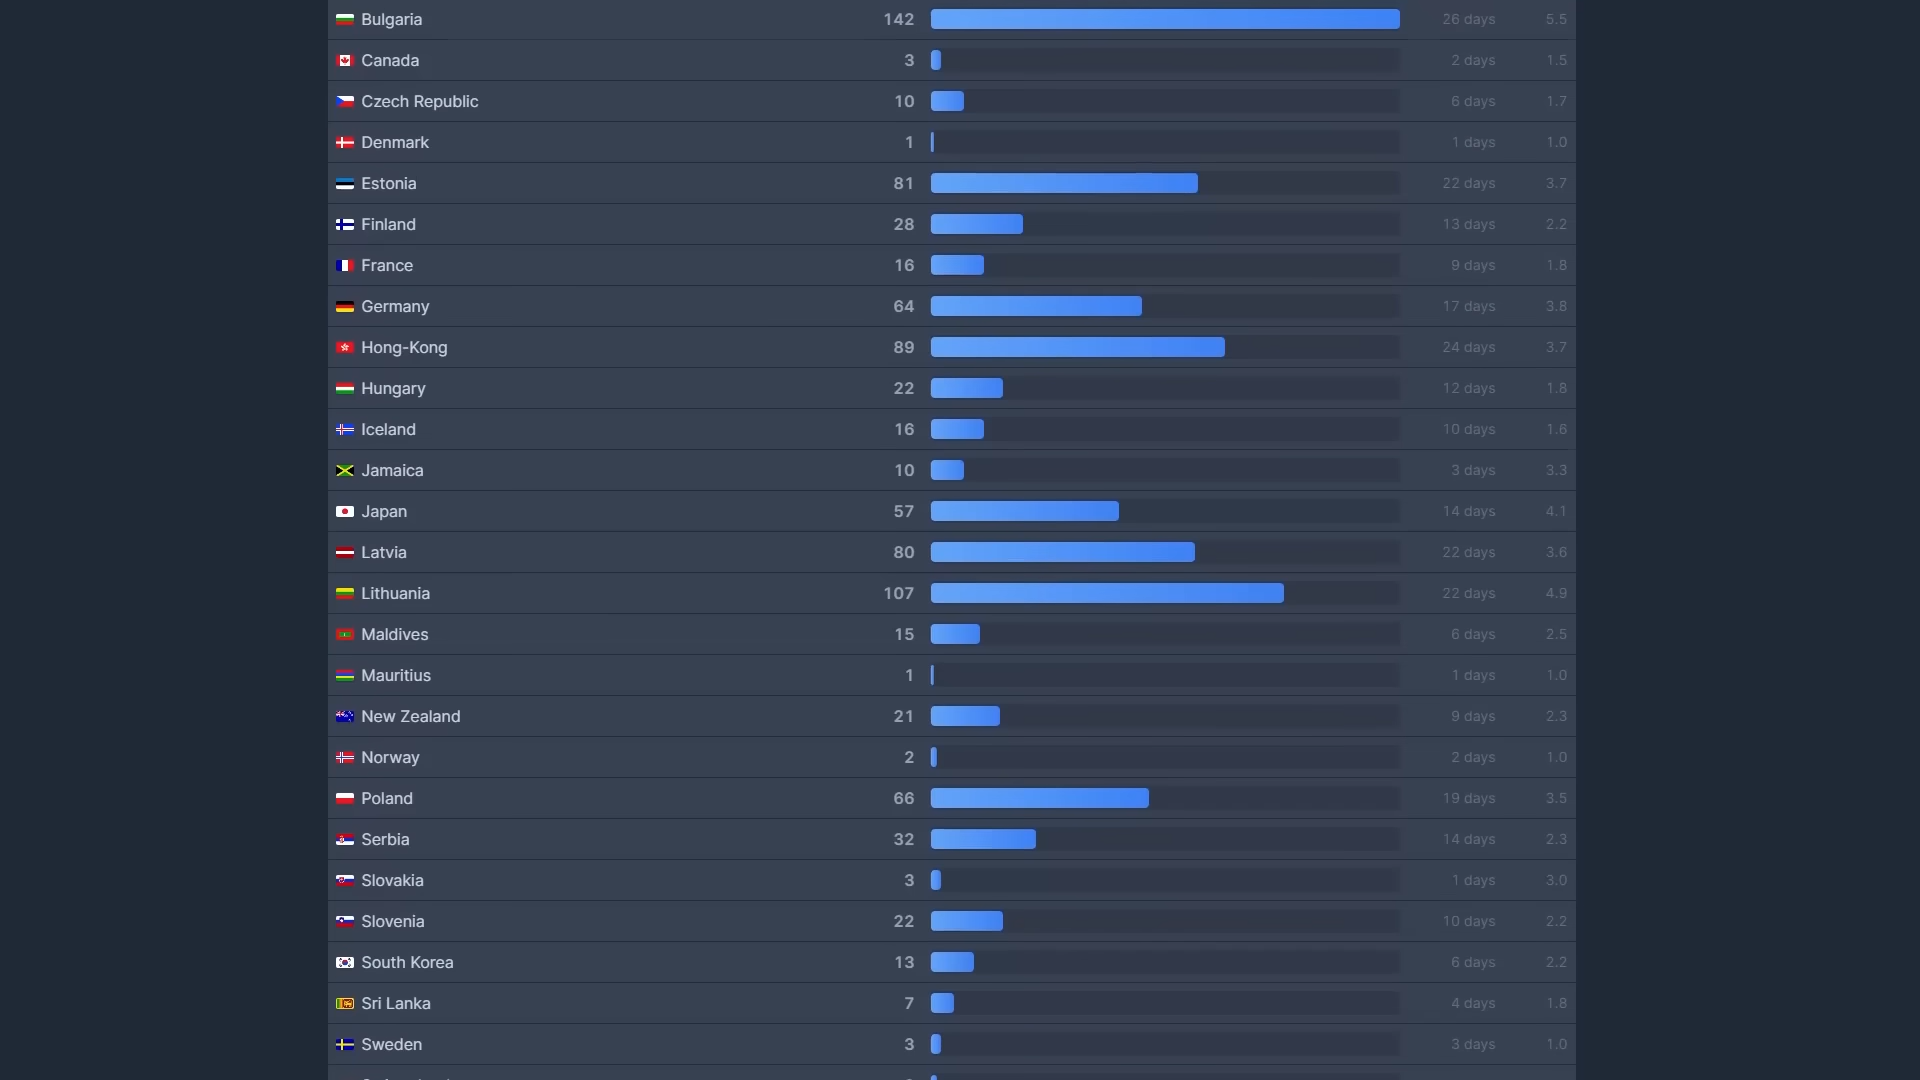 Bulgaria 142 26 days 5.5
Canada 3 2 days 1.5
Czech Republic 10 6 days 1.7
Denmark 1 1 days 1.0
Estonia 81 22 days 3.7
Finland 28 13 days 2.2
France 16 9 days 1.8
Germany 64 17 days 3.8
Hong-Kong 89 24 days 3.7
Hungary 22 12 days 1.8
Iceland 16 10 days 1.6
Jamaica 10 3 days 3.3
Japan 57 14 days 4.1
Latvia 80 22 days 3.6
Lithuania 107 22 days 4.9
Maldives 15 6 days 2.5
Mauritius 1 1 days 1.0
New Zealand 21 9 days 2.3
Norway 2 2 days 1.0
Poland 66 19 days 3.5
Serbia 32 14 days 2.3
Slovakia 3 1 days 3.0
Slovenia 22 10 days 2.2
South Korea 13 6 days 2.2
Sri Lanka 7 4 days 1.8
Sweden 3 3 days 1.0